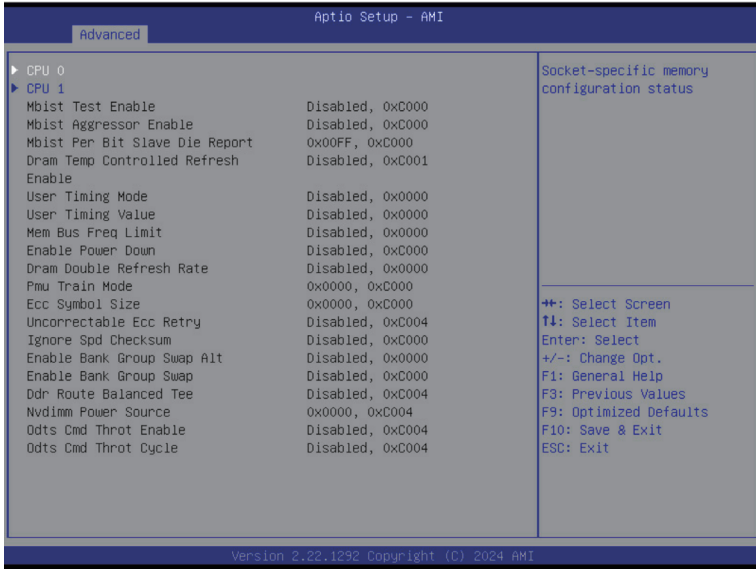 Aptio Setup - AMI
Advanced
CPU 0
CPU 1
Mbist Test Enable Disabled, 0xC000
Mbist Aggressor Enable Disabled, 0xC000
Mbist Per Bit Slave Die Report 0x00FF, 0xC000
Dram Temp Controlled Refresh Disabled, 0xC001
Enable
User Timing Mode Disabled, 0x0000
User Timing Value Disabled, 0x0000
Mem Bus Freq Limit Disabled, 0x0000
Enable Power Down Disabled, 0xC000
Dram Double Refresh Rate Disabled, 0x0000
Pmu Train Mode 0x0000, 0xC000
Ecc Symbol Size 0x0000, 0xC000
Uncorrectable Ecc Retry Disabled, 0xC004
Ignore Spd Checksum Disabled, 0xC000
Enable Bank Group Swap Alt Disabled, 0x0000
Enable Bank Group Swap Disabled, 0xC000
Ddr Route Balanced Tee Disabled, 0xC004
Nvdimm Power Source 0x0000, 0xC004
Odts Cmd Throt Enable Disabled, 0xC004
Odts Cmd Throt Cycle Disabled, 0xC004
Socket-specific memory
configuration status
→←: Select Screen
↑↓: Select Item
Enter: Select
+/-: Change Opt.
F1: General Help
F3: Previous Values
F9: Optimized Defaults
F10: Save & Exit
ESC: Exit
Version 2.22.1292 Copyright (C) 2024 AMI